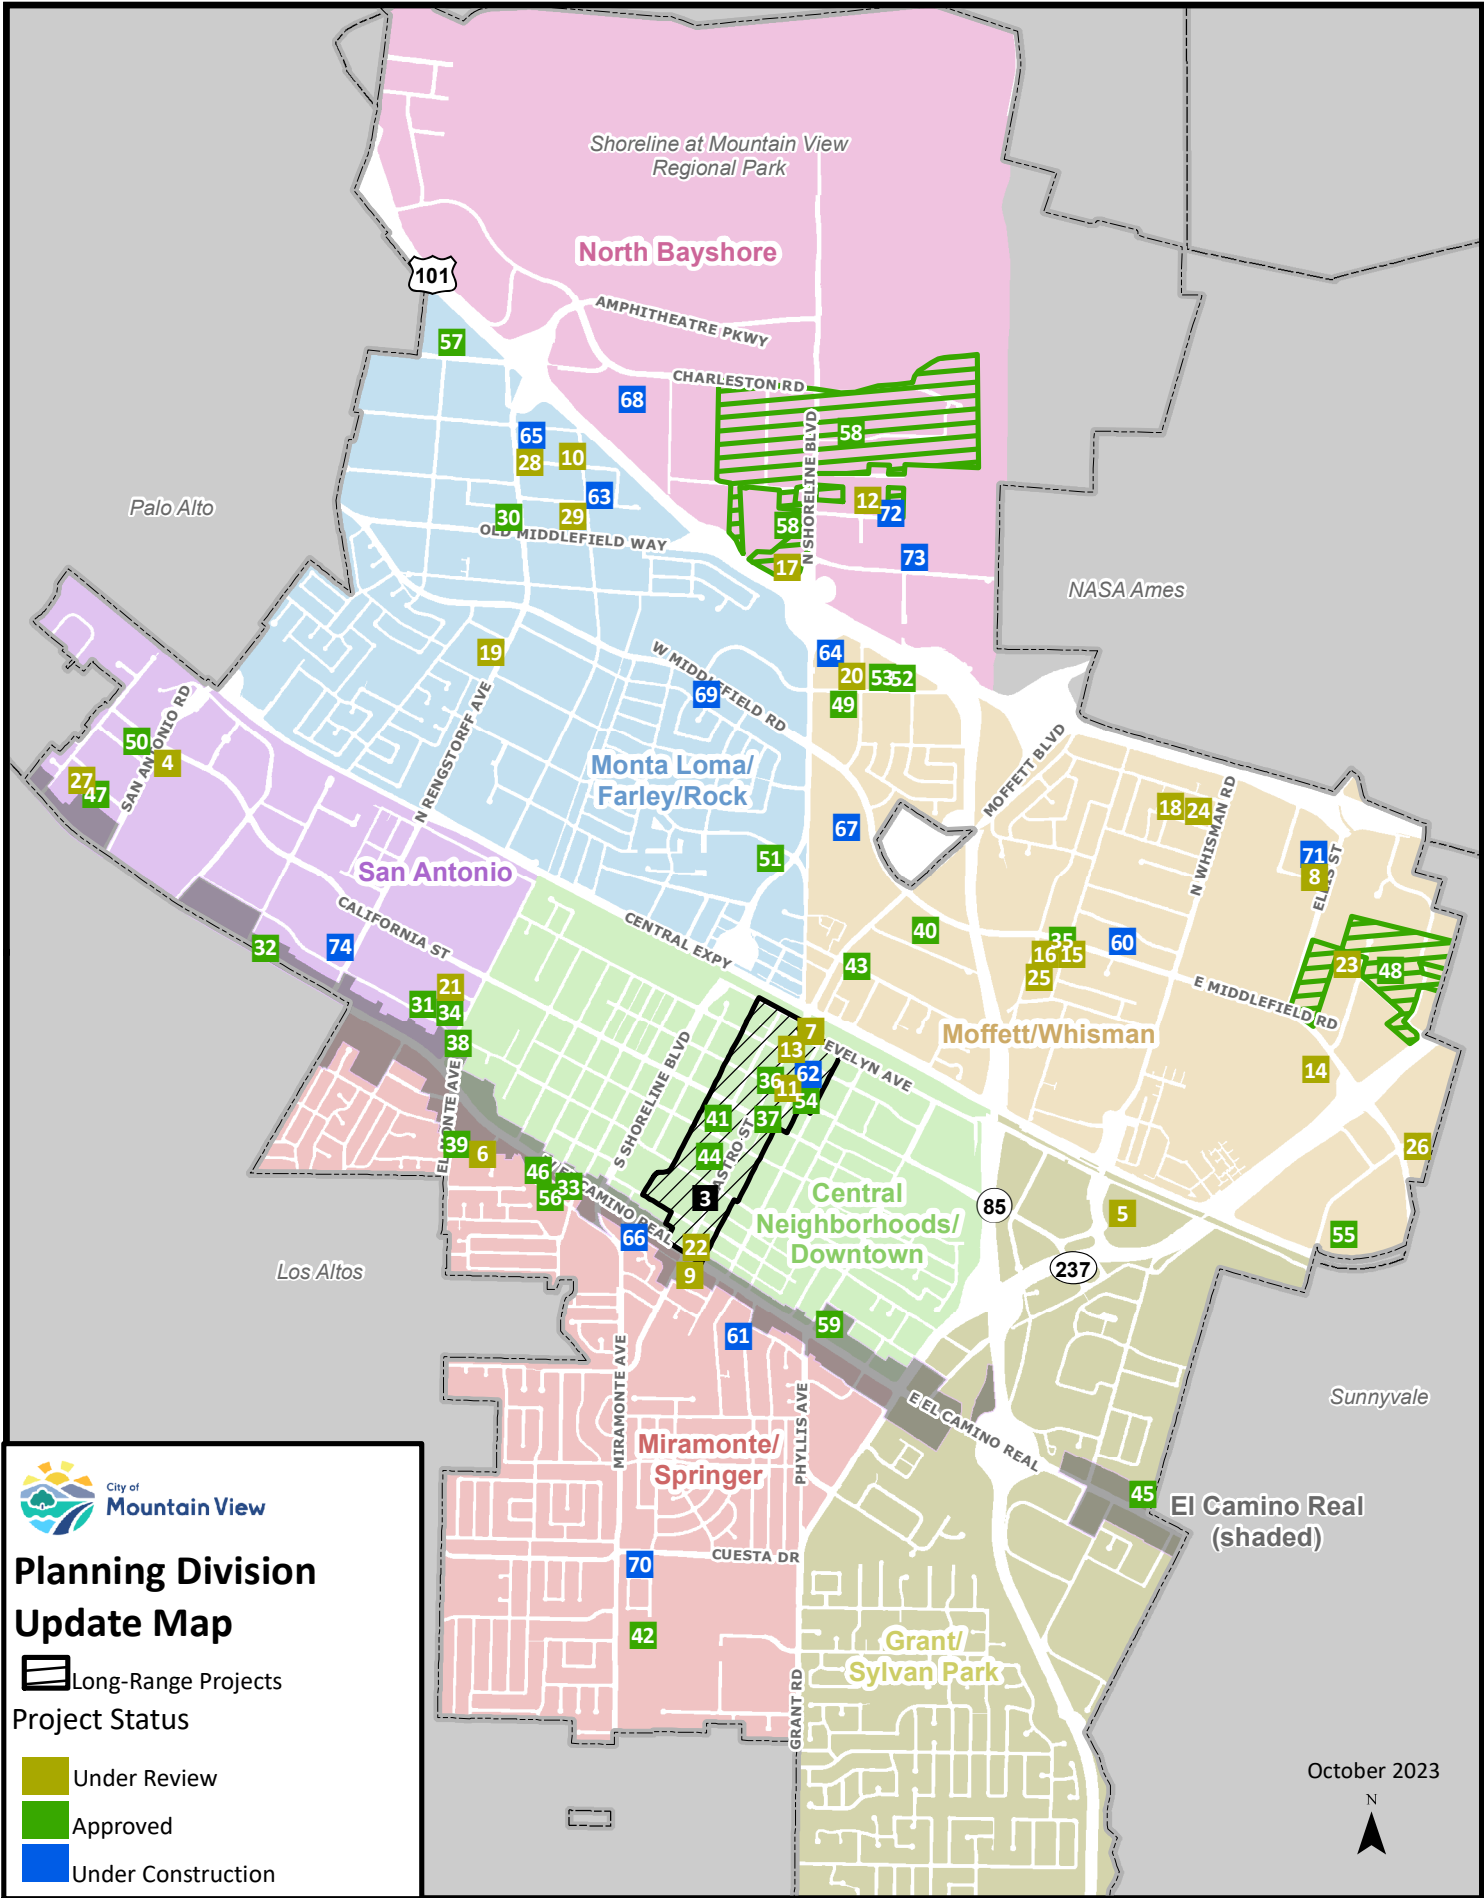 Shoreline at Mountain View
Regional Park
North Bayshore
101
AMPHITHEATRE PKWY
57
CHARLESTON RD
68
N SHORELINE BLVD
58
65
28
10
63
12
72
Palo Alto
30
29
58
OLD MIDDLEFIELD WAY
17
73
NASA Ames
19
W MIDDLEFIELD RD
64
20
53
52
69
49
SAN ANTONIO RD
N RENGSTORFF AVE
MOFFETT BLVD
50
4
27
47
Monta Loma/
Farley/Rock
18
24
N WHISMAN RD
67
51
71
8
ELLIS ST
San Antonio
CALIFORNIA ST
CENTRAL EXPY
32
74
40
35
16
15
60
43
25
23
48
21
31
34
E MIDDLEFIELD RD
38
7
Moffett/Whisman
13
EVELYN AVE
S SHORELINE BLVD
36
62
11
54
14
41
37
39
6
44
ASTRO ST
26
46
33
56
EL CAMINO REAL
3
Central
Neighborhoods/
Downtown
85
5
66
22
55
9
237
Los Altos
59
61
MIRAMONTE AVE
PHYLLIS AVE
E EL CAMINO REAL
Sunnyvale
Miramonte/
Springer
45
El Camino Real
(shaded)
CUESTA DR
70
42
Grant/
Sylvan Park
GRANT RD
City of
Mountain View
Planning Division
Update Map
Long-Range Projects
Project Status
Under Review
Approved
Under Construction
October 2023
N